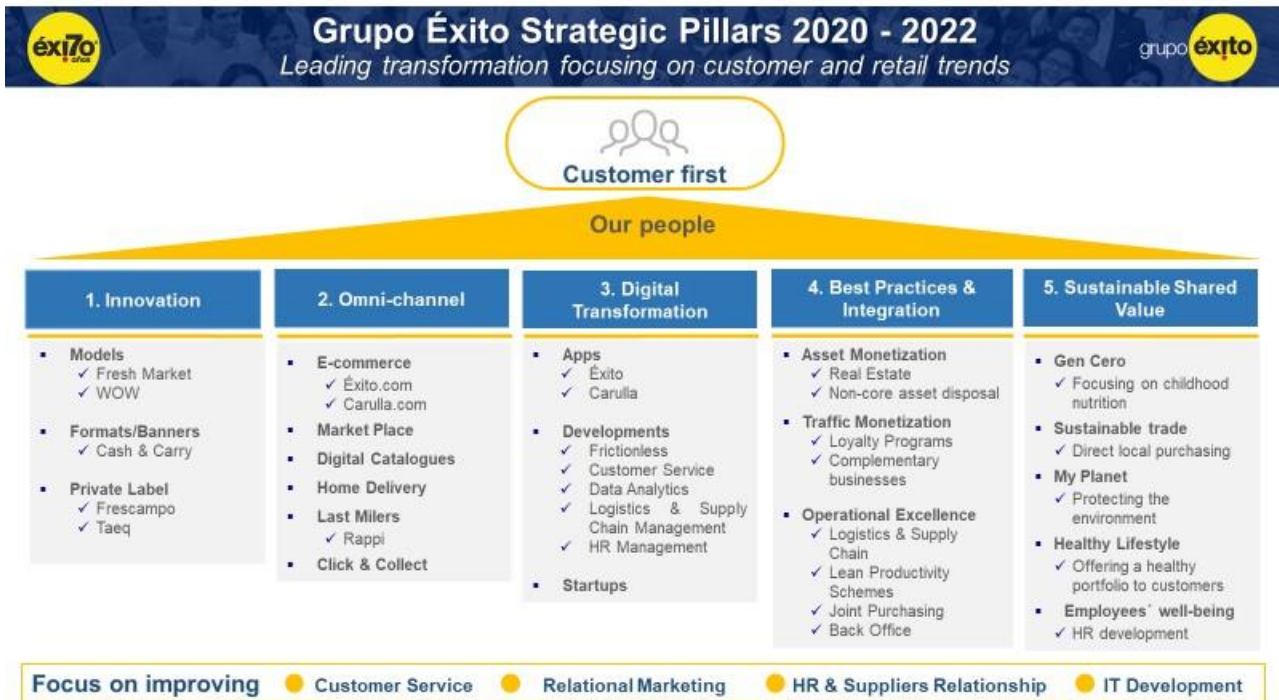 éxi70
años
Grupo Éxito Strategic Pillars 2020 - 2022
Leading transformation focusing on customer and retail trends
grupo éxito
Customer first
Our people
1. Innovation
Models
✓ Fresh Market
✓ WOW
Formats/Banners
✓ Cash & Carry
Private Label
✓ Frescampo
✓ Taeq
2. Omni-channel
E-commerce
✓ Éxito.com
✓ Carulla.com
Market Place
Digital Catalogues
Home Delivery
Last Milers
✓ Rappi
Click & Collect
3. Digital
Transformation
Apps
✓ Éxito
✓ Carulla
Developments
✓ Frictionless
✓ Customer Service
✓ Data Analytics
✓ Logistics & Supply
Chain Management
✓ HR Management
Startups
4. Best Practices &
Integration
Asset Monetization
✓ Real Estate
✓ Non-core asset disposal
Traffic Monetization
✓ Loyalty Programs
✓ Complementary
businesses
Operational Excellence
✓ Logistics & Supply
Chain
✓ Lean Productivity
Schemes
✓ Joint Purchasing
✓ Back Office
5. Sustainable Shared
Value
Gen Cero
✓ Focusing on childhood
nutrition
Sustainable trade
✓ Direct local purchasing
My Planet
✓ Protecting the
environment
Healthy Lifestyle
✓ Offering a healthy
portfolio to customers
Employees´ well-being
✓ HR development
Focus on improving Customer Service Relational Marketing HR & Suppliers Relationship IT Development